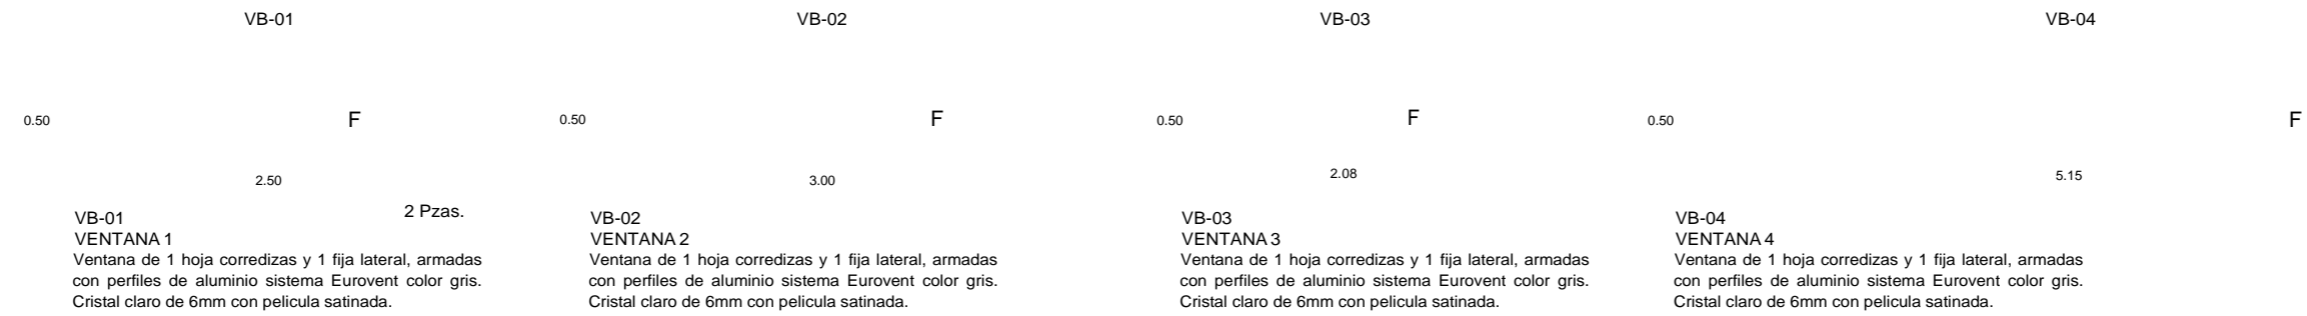 VB-01
VB-02
VB-03
VB-04
0.50
F
0.50
F
0.50
F
0.50
F
2.50
3.00
2.08
5.15
VB-01
2 Pzas.
VENTANA 1
Ventana de 1 hoja corredizas y 1 fija lateral, armadas
con perfiles de aluminio sistema Eurovent color gris.
Cristal claro de 6mm con pelicula satinada.
VB-02
VENTANA 2
Ventana de 1 hoja corredizas y 1 fija lateral, armadas
con perfiles de aluminio sistema Eurovent color gris.
Cristal claro de 6mm con pelicula satinada.
VB-03
VENTANA 3
Ventana de 1 hoja corredizas y 1 fija lateral, armadas
con perfiles de aluminio sistema Eurovent color gris.
Cristal claro de 6mm con pelicula satinada.
VB-04
VENTANA 4
Ventana de 1 hoja corredizas y 1 fija lateral, armadas
con perfiles de aluminio sistema Eurovent color gris.
Cristal claro de 6mm con pelicula satinada.